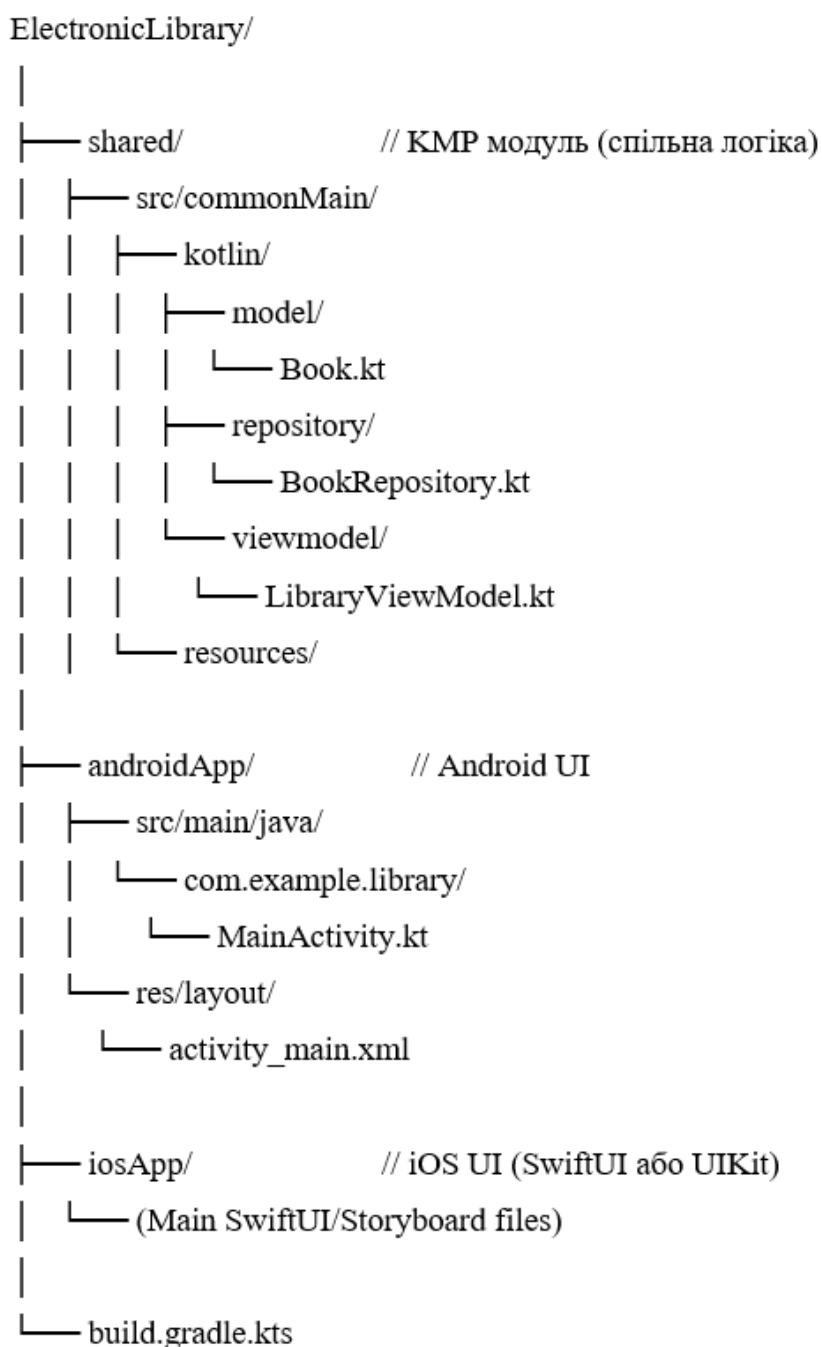 ElectronicLibrary/
│
├── shared/ // KMP модуль (спільна логіка)
│ ├── src/commonMain/
│ │ ├── kotlin/
│ │ │ ├── model/
│ │ │ │ └── Book.kt
│ │ │ ├── repository/
│ │ │ │ └── BookRepository.kt
│ │ │ └── viewmodel/
│ │ │ └── LibraryViewModel.kt
│ │ └── resources/
│
├── androidApp/ // Android UI
│ ├── src/main/java/
│ │ └── com.example.library/
│ │ └── MainActivity.kt
│ └── res/layout/
│ └── activity_main.xml
│
├── iosApp/ // iOS UI (SwiftUI або UIKit)
│ └── (Main SwiftUI/Storyboard files)
│
└── build.gradle.kts